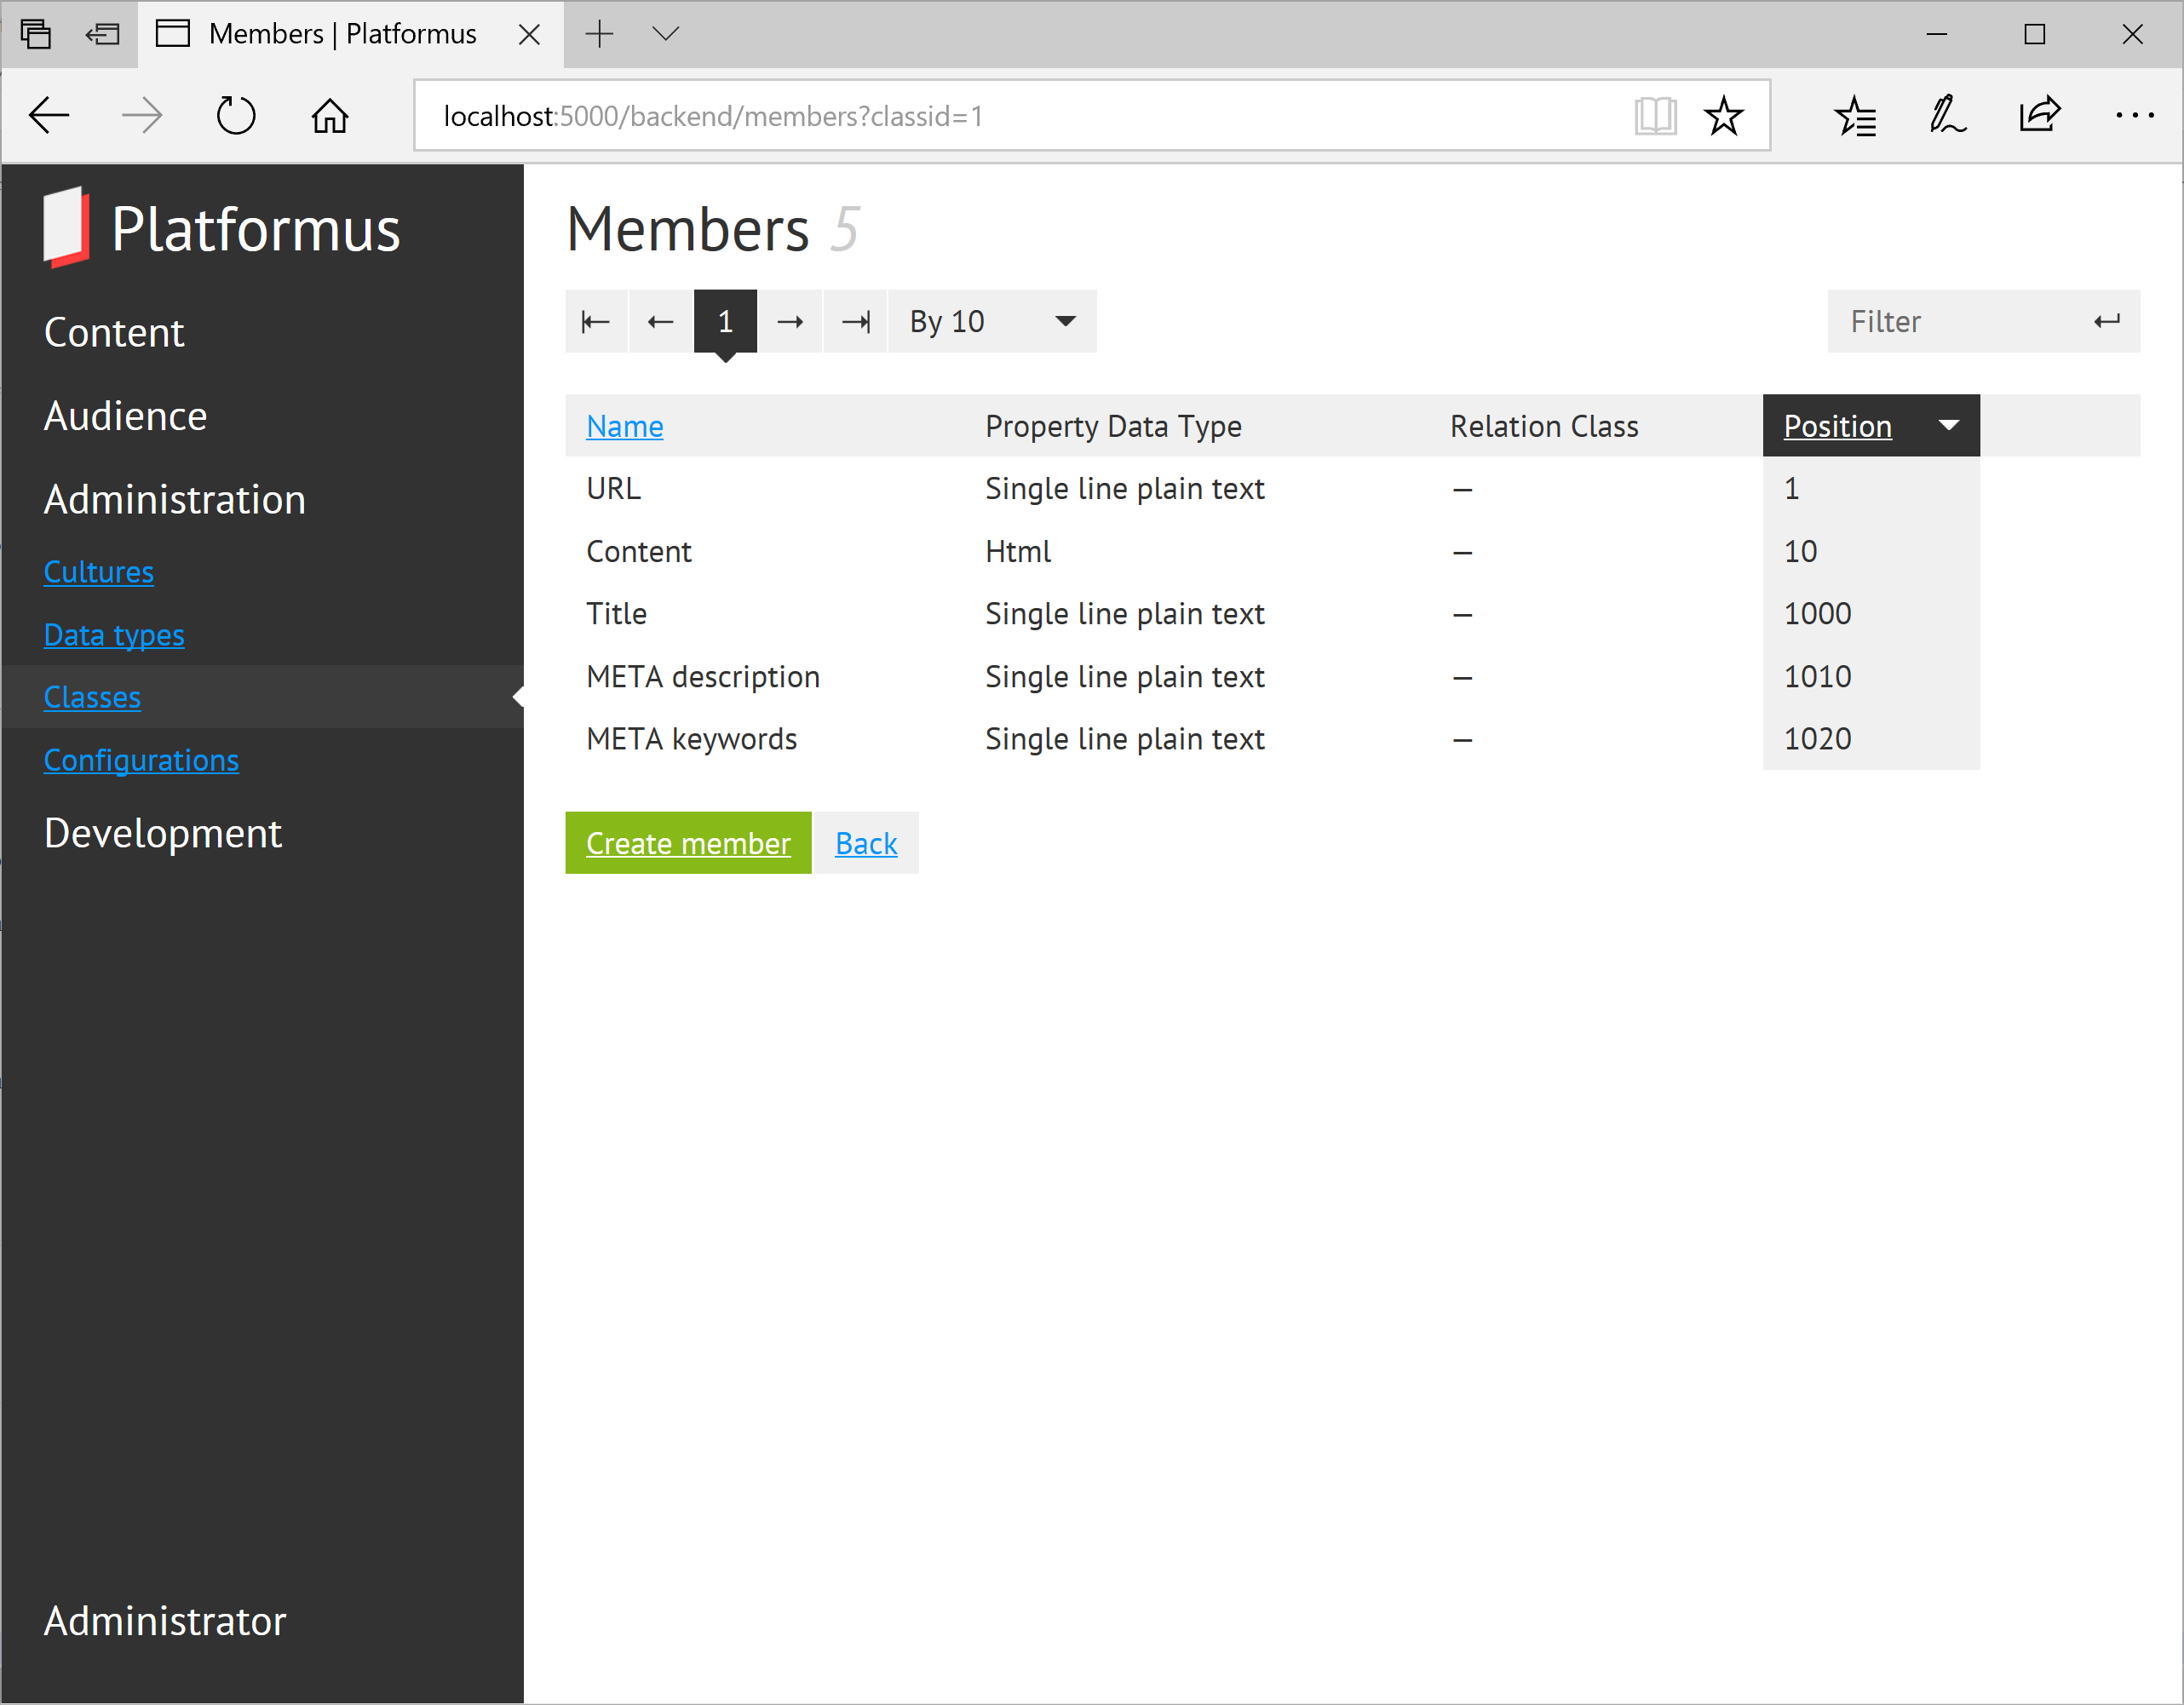 Members | Platformus
localhost:5000/backend/members?classid=1
Platformus
Content
Audience
Administration
Cultures
Data types
Classes
Configurations
Development
Administrator
Members 5
1 By 10 Filter
Name Property Data Type Relation Class Position
URL Single line plain text — 1
Content Html — 10
Title Single line plain text — 1000
META description Single line plain text — 1010
META keywords Single line plain text — 1020
Create member Back